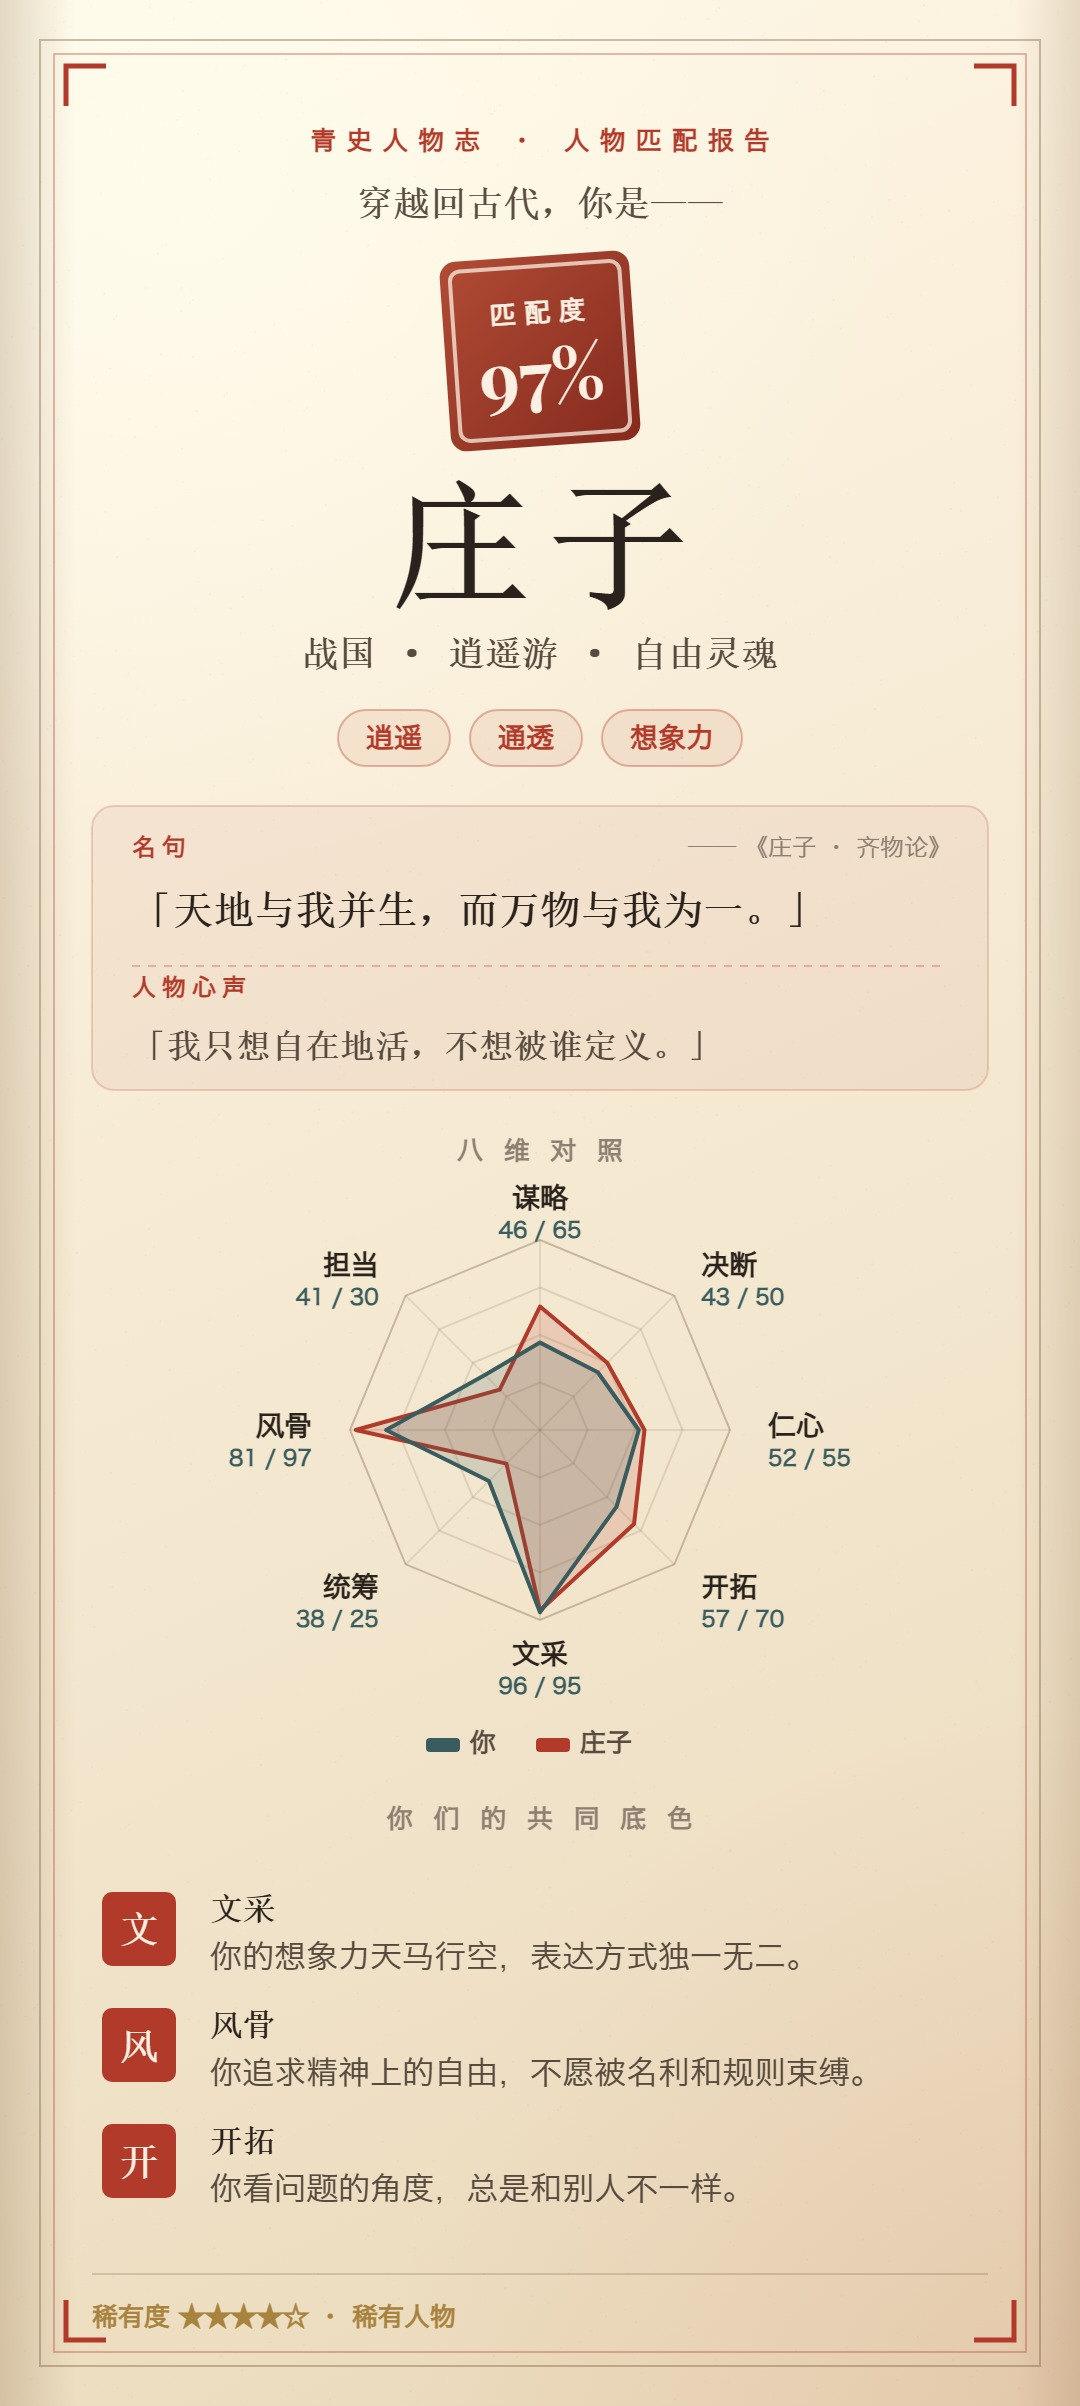 青史人物志 · 人物匹配报告
穿越回古代，你是——
匹配度
97%
庄子
战国 • 逍遥游 • 自由灵魂
逍遥 通透 想象力
名句 —— 《庄子 · 齐物论》
「天地与我并生，而万物与我为一。」
人物心声
「我只想自在地活，不想被谁定义。」
八维对照
谋略
46 / 65
担当 决断
41 / 30 43 / 50
风骨 仁心
81 / 97 52 / 55
统筹 开拓
38 / 25 57 / 70
文采
96 / 95
你 庄子
你们的共同底色
文 文采
你的想象力天马行空，表达方式独一无二。
风 风骨
你追求精神上的自由，不愿被名利和规则束缚。
开 开拓
你看问题的角度，总是和别人不一样。
稀有度 ★★★★☆ · 稀有人物